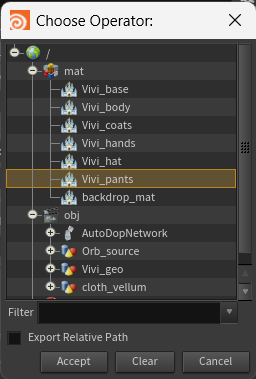 Choose Operator:
/
mat
Vivi_base
Vivi_body
Vivi_coats
Vivi_hands
Vivi_hat
Vivi_pants
backdrop_mat
obj
AutoDopNetwork
Orb_source
Vivi_geo
cloth_vellum
Filter
Export Relative Path
Accept Clear Cancel